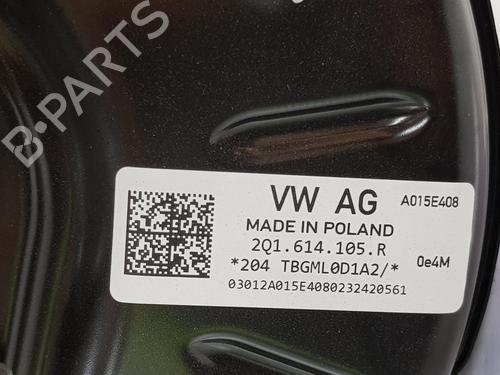 B-PARTS
VW AG
A015E408
MADE IN POLAND
2Q1.614.105.R
*204 TBGML0D1A2/*
0e4M
03012A015E4080232420561